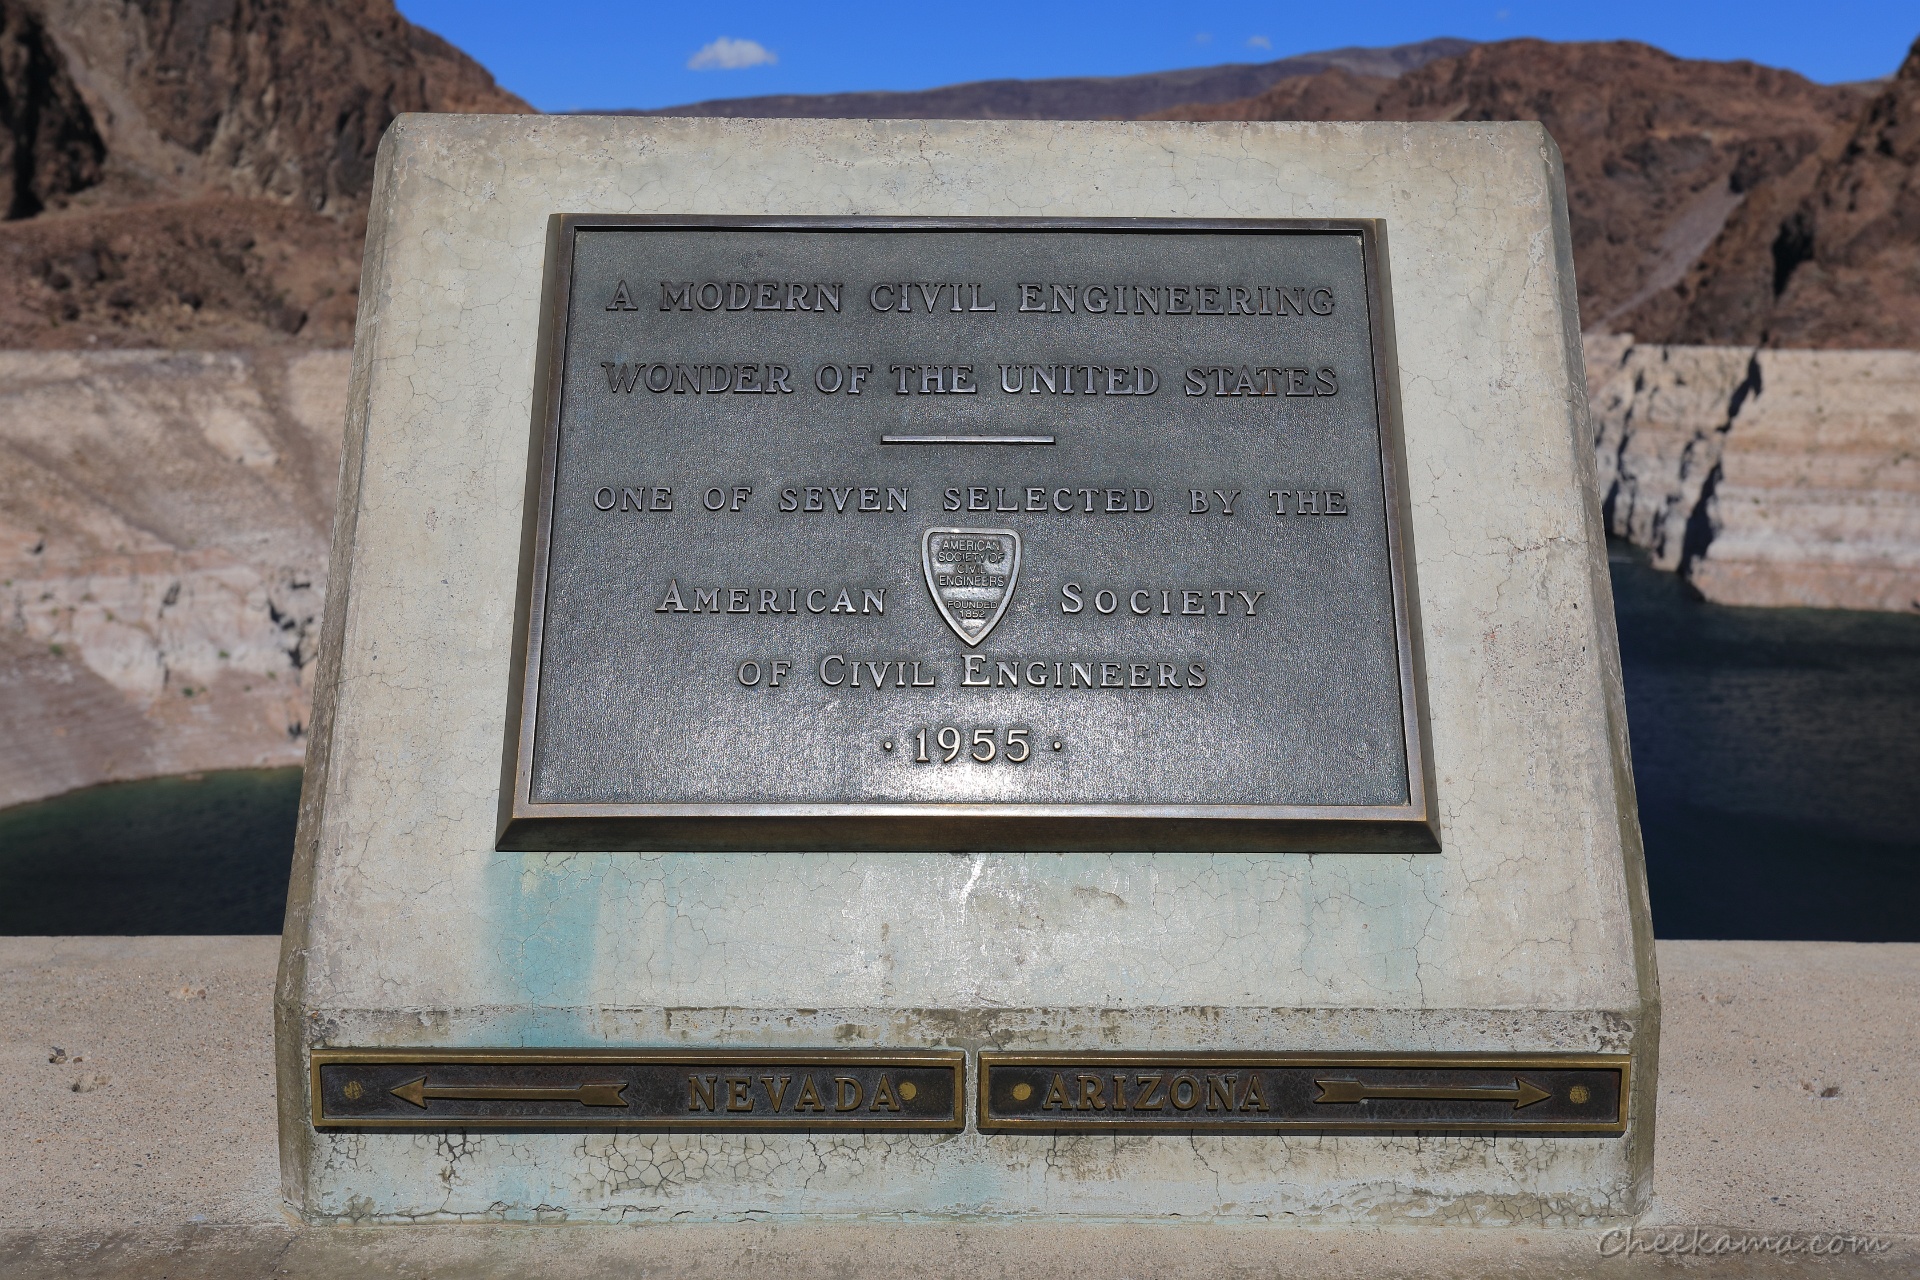 A MODERN CIVIL ENGINEERING
WONDER OF THE UNITED STATES
ONE OF SEVEN SELECTED BY THE
AMERICAN
SOCIETY OF
CIVIL
ENGINEERS
FOUNDED
1852
AMERICAN SOCIETY
OF CIVIL ENGINEERS
· 1955 ·
NEVADA ARIZONA
Cheekama.com